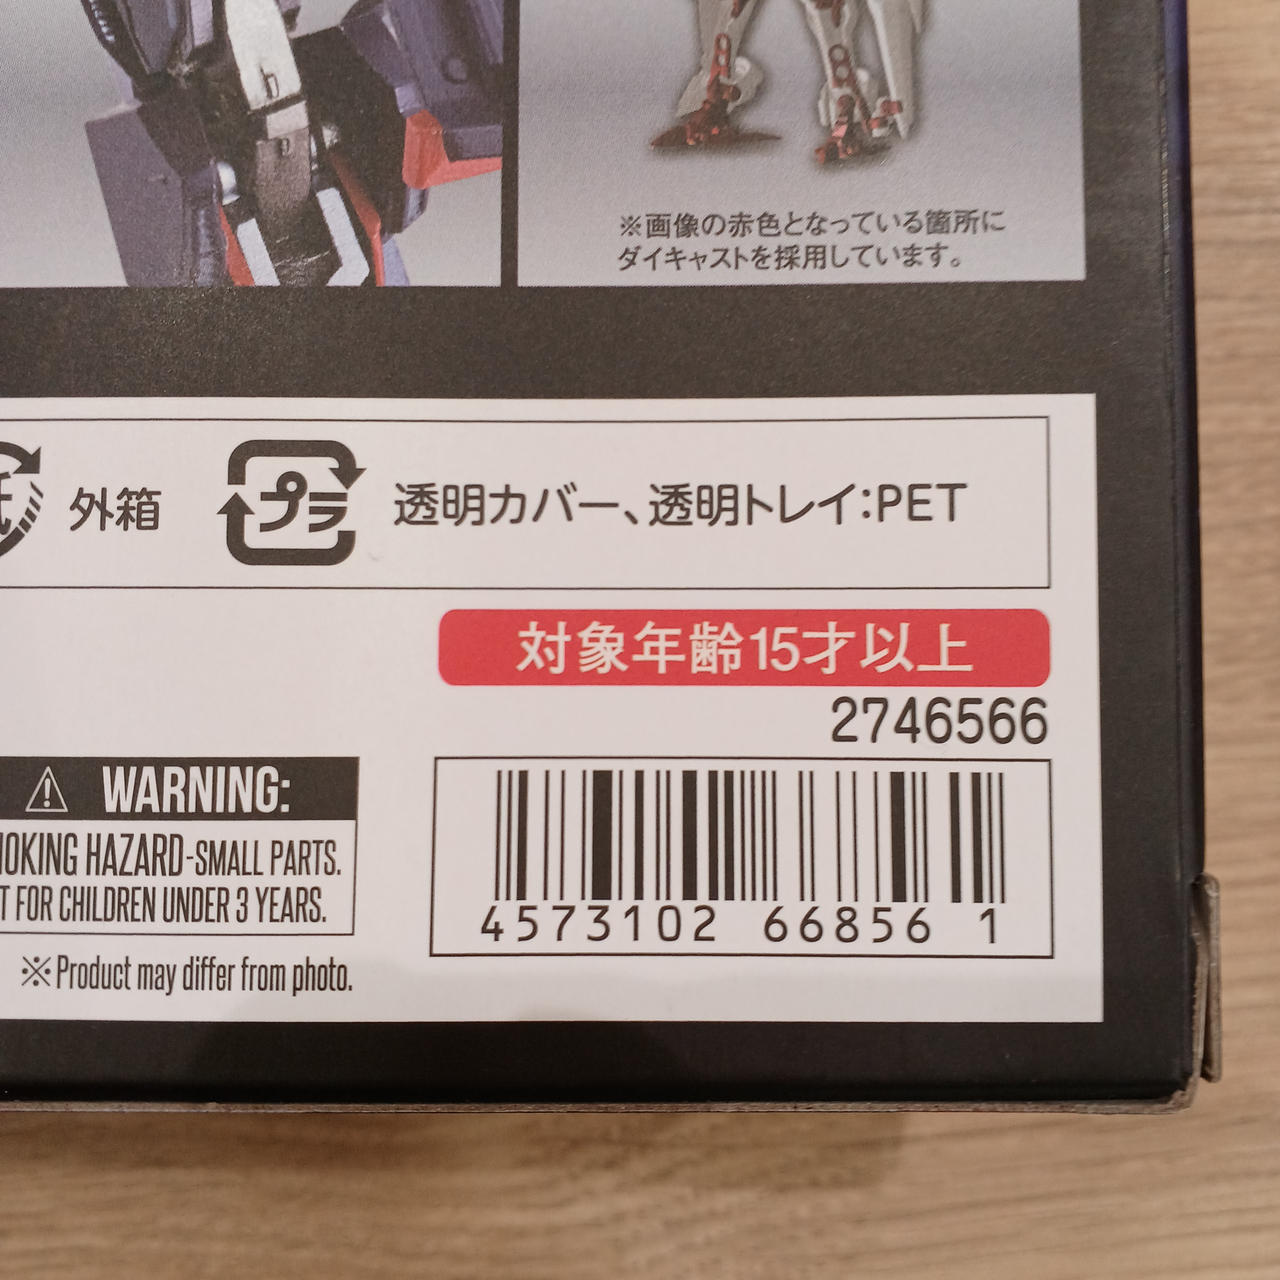 ※画像の赤色となっている箇所に
ダイキャストを採用しています。
外箱
プラ
透明カバー、透明トレイ:PET
対象年齢15才以上
2746566
WARNING:
HAZARD-SMALL PARTS.
FOR CHILDREN UNDER 3 YEARS.
※Product may differ from photo.
4573102 66856 1